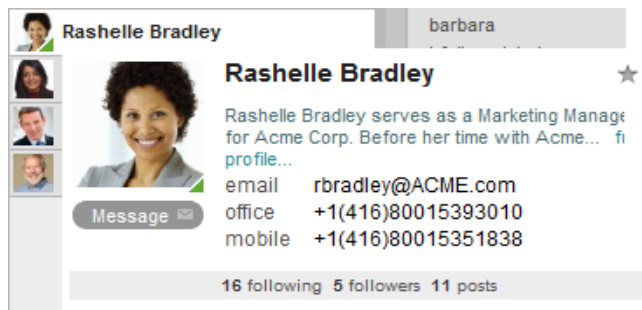 Rashelle Bradley
barbara
Rashelle Bradley
Rashelle Bradley serves as a Marketing Manage
for Acme Corp. Before her time with Acme...
profile...
email rbradley@ACME.com
Message
office +1(416)80015393010
mobile +1(416)80015351838
16 following 5 followers 11 posts